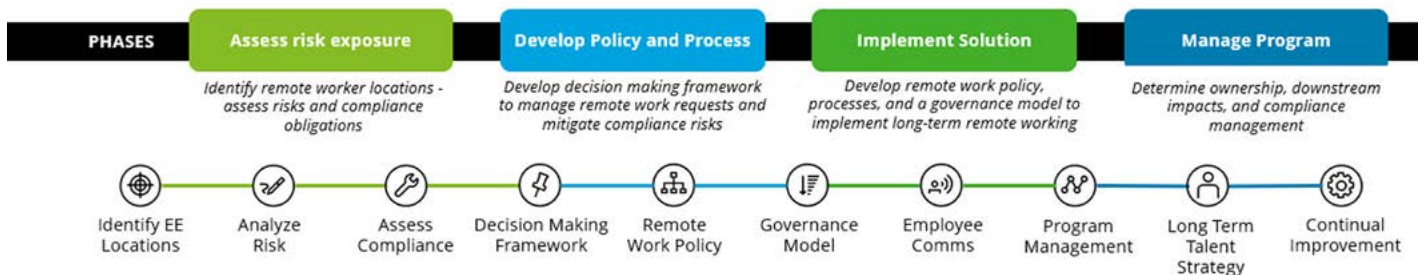 PHASES
Assess risk exposure
Develop Policy and Process
Implement Solution
Manage Program
Identify remote worker locations -
assess risks and compliance
obligations
Develop decision making framework
to manage remote work requests and
mitigate compliance risks
Develop remote work policy,
processes, and a governance model to
implement long-term remote working
Determine ownership, downstream
impacts, and compliance
management
Identify EE
Locations
Analyze
Risk
Assess
Compliance
Decision Making
Framework
Remote
Work Policy
Governance
Model
Employee
Comms
Program
Management
Long Term
Talent
Strategy
Continual
Improvement